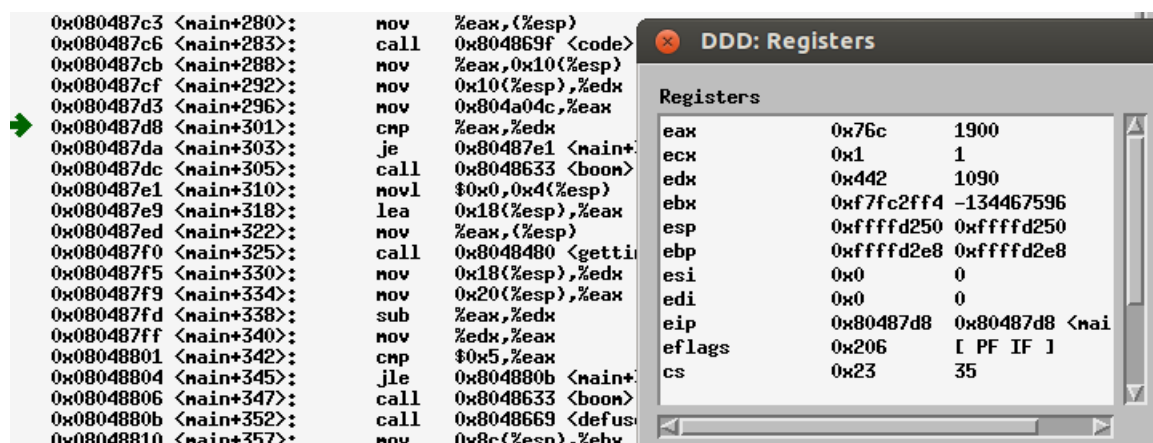 0x080487c3 <main+280>: mov %eax,(%esp)
0x080487c6 <main+283>: call 0x804869f <code>
0x080487cb <main+288>: mov %eax,0x10(%esp)
0x080487cf <main+292>: mov 0x10(%esp),%edx
0x080487d3 <main+296>: mov 0x804a04c,%eax
0x080487d8 <main+301>: cmp %eax,%edx
0x080487da <main+303>: je 0x80487e1 <main+
0x080487dc <main+305>: call 0x8048633 <boom>
0x080487e1 <main+310>: movl $0x0,0x4(%esp)
0x080487e9 <main+318>: lea 0x18(%esp),%eax
0x080487ed <main+322>: mov %eax,(%esp)
0x080487f0 <main+325>: call 0x8048480 <getti
0x080487f5 <main+330>: mov 0x18(%esp),%edx
0x080487f9 <main+334>: mov 0x20(%esp),%eax
0x080487fd <main+338>: sub %eax,%edx
0x080487ff <main+340>: mov %edx,%eax
0x08048801 <main+342>: cmp $0x5,%eax
0x08048804 <main+345>: jle 0x804880b <main+
0x08048806 <main+347>: call 0x8048633 <boom>
0x0804880b <main+352>: call 0x8048669 <defus
0x08048810 <main+357>: mov 0x8c(%esp),%ebx
DDD: Registers
Registers
eax 0x76c 1900
ecx 0x1 1
edx 0x442 1090
ebx 0xf7fc2ff4 -134467596
esp 0xffffd250 0xffffd250
ebp 0xffffd2e8 0xffffd2e8
esi 0x0 0
edi 0x0 0
eip 0x80487d8 0x80487d8 <mai
eflags 0x206 [ PF IF ]
cs 0x23 35